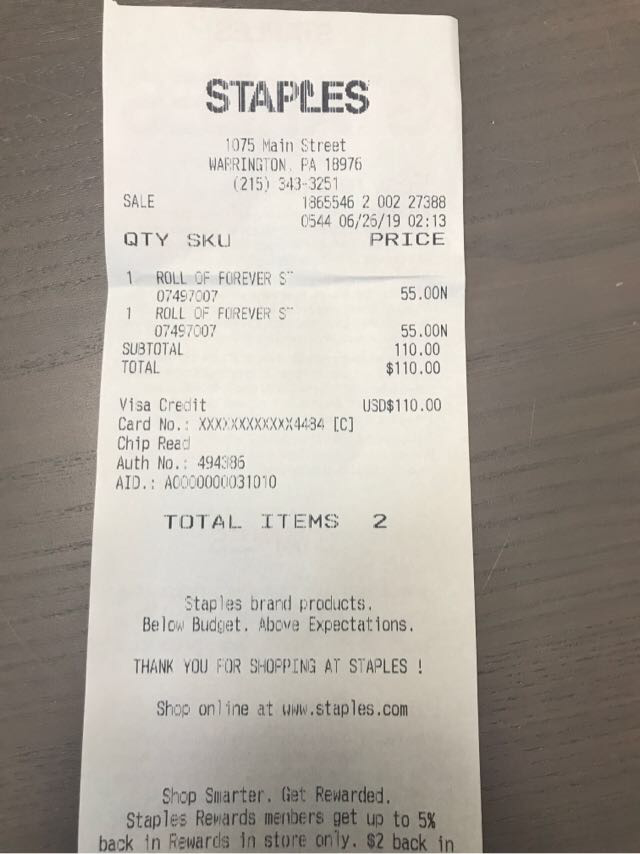 STAPLES
1075 Main Street
WARRINGTON, PA 18976
(215) 343-3251
SALE 1865546 2 002 27388
0544 06/26/19 02:13
QTY SKU PRICE
1 ROLL OF FOREVER S
07497007 55.00N
1 ROLL OF FOREVER S
07497007 55.00N
SUBTOTAL 110.00
TOTAL $110.00
Visa Credit USD$110.00
Card No.: XXXXXXXXXXXX4484 [C]
Chip Read
Auth No.: 494386
AID.: A0000000031010
TOTAL ITEMS 2
Staples brand products.
Below Budget. Above Expectations.
THANK YOU FOR SHOPPING AT STAPLES !
Shop online at www.staples.com
Shop Smarter. Get Rewarded.
Staples Rewards members get up to 5%
back in Rewards in store only. $2 back in